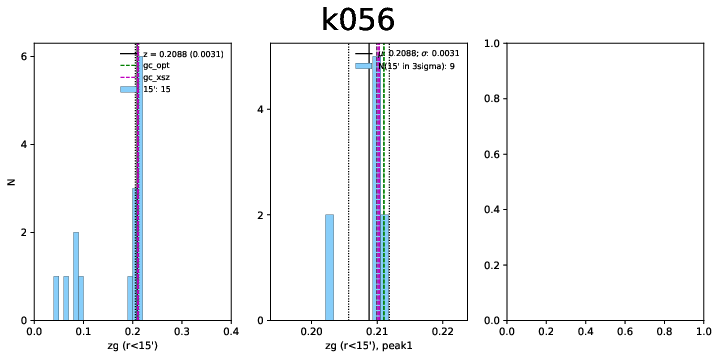 k056
z = 0.2088 (0.0031)
gc_opt
gc_xsz
15': 15
6
4
2
0
N
0.0 0.1 0.2 0.3 0.4
zg (r<15')
: 0.2088; σ: 0.0031
N(15' in 3sigma): 9
4
2
0
0.20 0.21 0.22
zg (r<15'), peak1
1.0
0.8
0.6
0.4
0.2
0.0
0.0 0.2 0.4 0.6 0.8 1.0